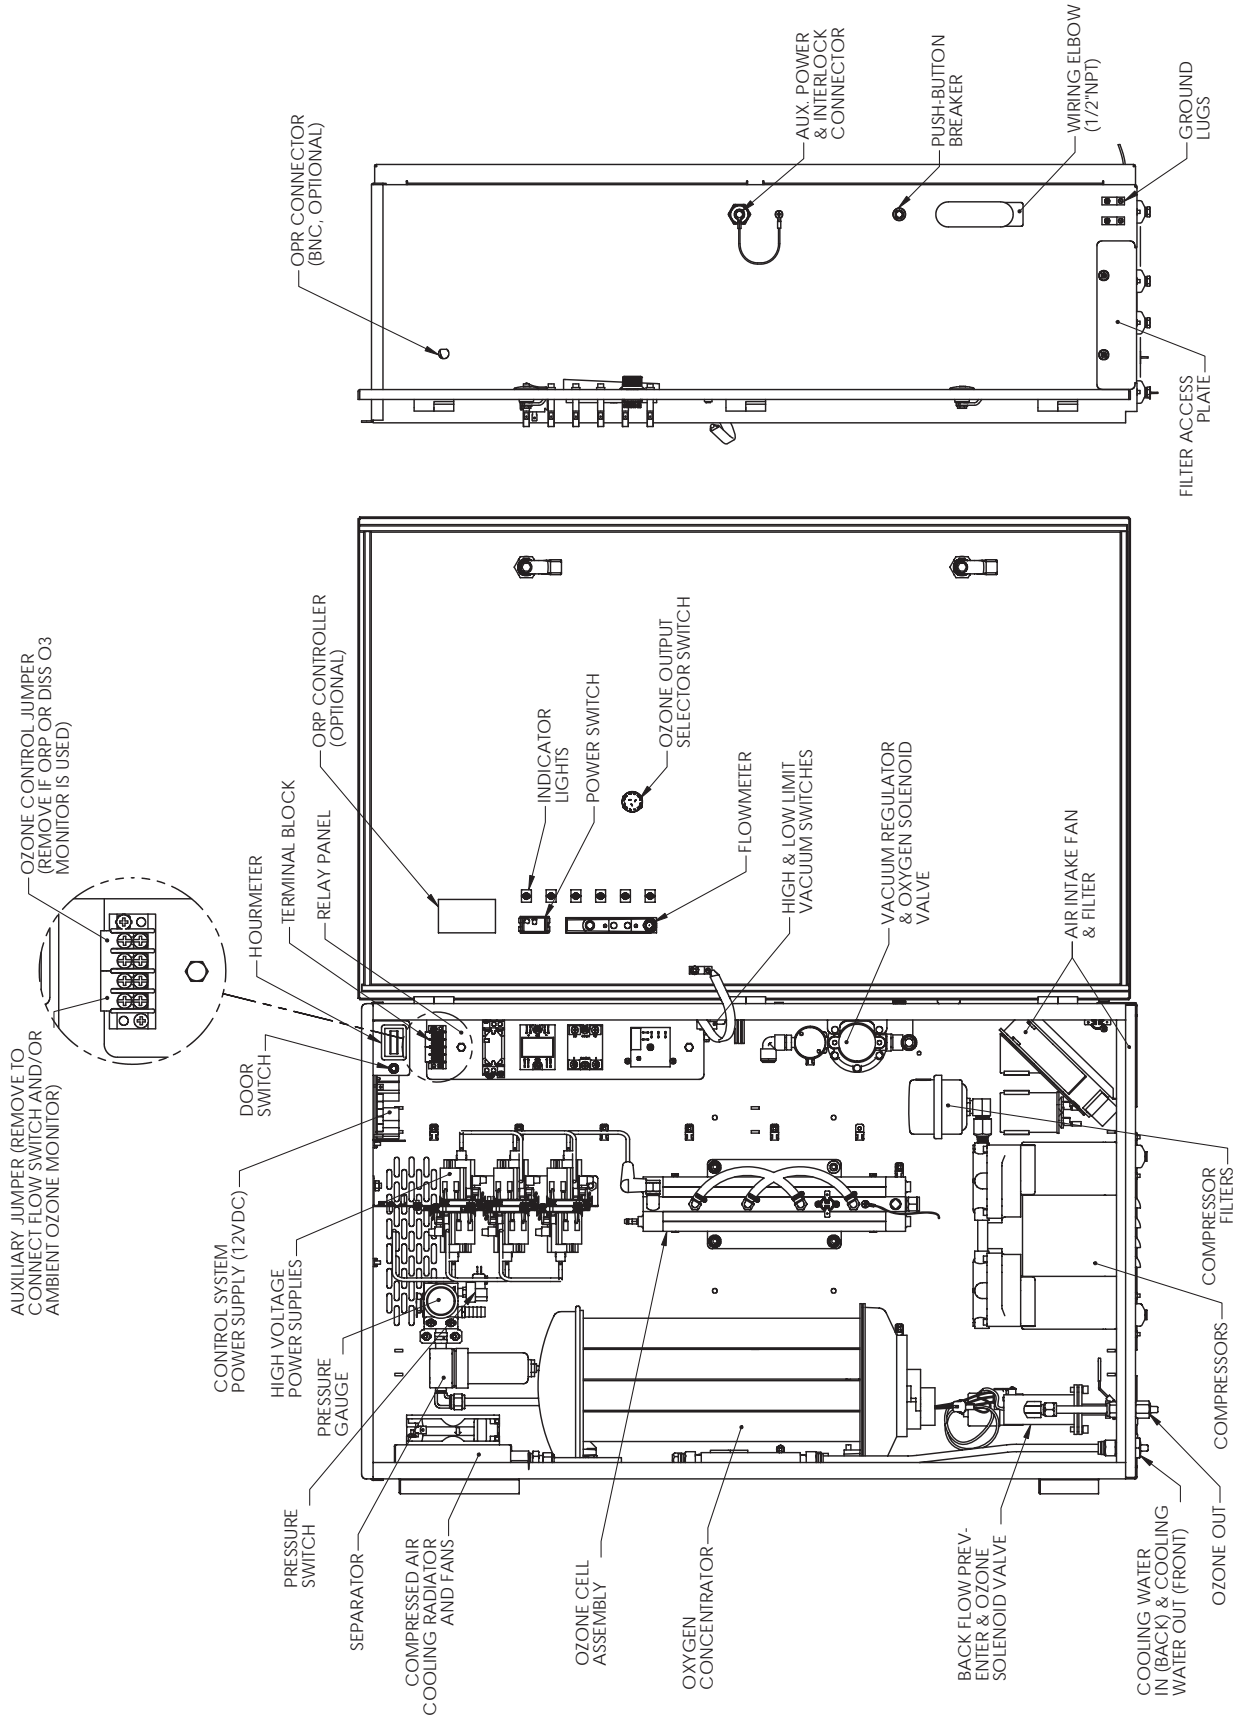 AUXILIARY JUMPER (REMOVE TO
CONNECT FLOW SWITCH AND/OR
AMBIENT OZONE MONITOR)
OZONE CONTROL JUMPER
(REMOVE IF ORP OR DISS O3
MONITOR IS USED)
HOURMETER
TERMINAL BLOCK
RELAY PANEL
DOOR
SWITCH
CONTROL SYSTEM
POWER SUPPLY (12VDC)
HIGH VOLTAGE
POWER SUPPLIES
PRESSURE
GAUGE
PRESSURE
SWITCH
SEPARATOR
COMPRESSED AIR
COOLING RADIATOR
AND FANS
OZONE CELL
ASSEMBLY
OXYGEN
CONCENTRATOR
BACK FLOW PREV-
ENTER & OZONE
SOLENOID VALVE
COOLING WATER
IN (BACK) & COOLING
WATER OUT (FRONT)
OZONE OUT
COMPRESSORS
COMPRESSOR
FILTERS
ORP CONTROLLER
(OPTIONAL)
INDICATOR
LIGHTS
POWER SWITCH
OZONE OUTPUT
SELECTOR SWITCH
FLOWMETER
HIGH & LOW LIMIT
VACUUM SWITCHES
VACUUM REGULATOR
& OXYGEN SOLENOID
VALVE
AIR INTAKE FAN
& FILTER
OPR CONNECTOR
(BNC, OPTIONAL)
AUX. POWER
& INTERLOCK
CONNECTOR
PUSH-BUTTON
BREAKER
WIRING ELBOW
(1/2"NPT)
GROUND
LUGS
FILTER ACCESS
PLATE